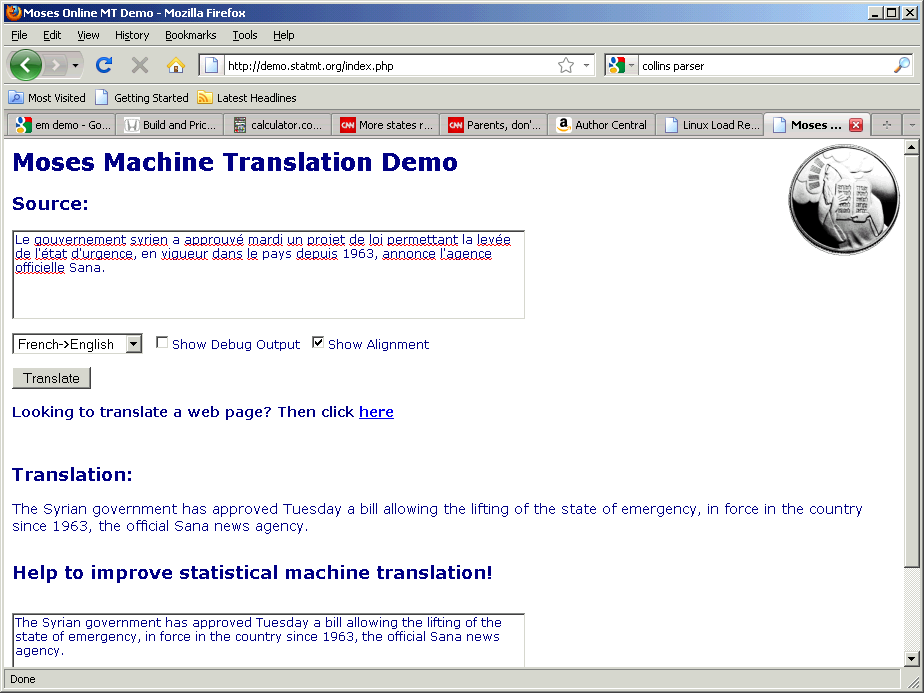 Moses Online MT Demo - Mozilla Firefox
File Edit View History Bookmarks Tools Help
http://demo.statmt.org/index.php
collins parser
Most Visited Getting Started Latest Headlines
em demo - Go... Build and Pric... calculator.co... CNN More states r... CNN Parents, don'... a Author Central Linux Load Re... Moses ...
Moses Machine Translation Demo
Source:
Le gouvernement syrien a approuvé mardi un projet de loi permettant la levée
de l'état d'urgence, en vigueur dans le pays depuis 1963, annonce l'agence
officielle Sana.
French->English Show Debug Output Show Alignment
Translate
Looking to translate a web page? Then click here
Translation:
The Syrian government has approved Tuesday a bill allowing the lifting of the state of emergency, in force in the country
since 1963, the official Sana news agency.
Help to improve statistical machine translation!
The Syrian government has approved Tuesday a bill allowing the lifting of the
state of emergency, in force in the country since 1963, the official Sana news
agency.
Done